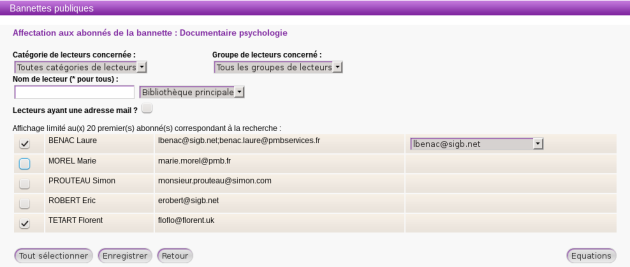 Bannettes publiques
Affectation aux abonnés de la bannette : Documentaire psychologie
Catégorie de lecteurs concernée : Groupe de lecteurs concerné :
Toutes catégories de lecteurs Tous les groupes de lecteurs
Nom de lecteur (* pour tous) :
Bibliothèque principale
Lecteurs ayant une adresse mail ?
Affichage limité au(x) 20 premier(s) abonné(s) correspondant à la recherche :
BENAC Laure lbenac@sigb.net;benac.laure@pmbservices.fr lbenac@sigb.net
MOREL Marie marie.morel@pmb.fr
PROUTEAU Simon monsieur.prouteau@simon.com
ROBERT Eric erobert@sigb.net
TETART Florent floflo@florent.uk
Tout sélectionner Enregistrer Retour Equations